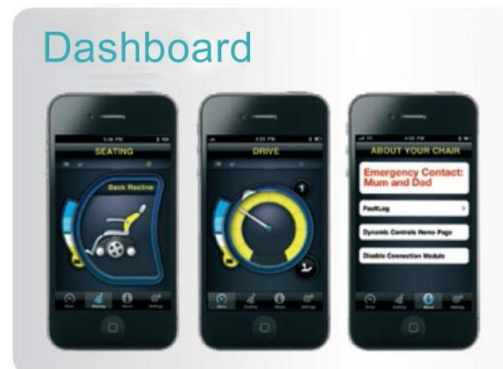 Dashboard
SEATING
Back Recline
DRIVE
1
ABOUT YOUR CHAIR
Emergency Contact:
Mum and Dad
FaultLog
Dynamic Controls Home Page
Disable Connection Module